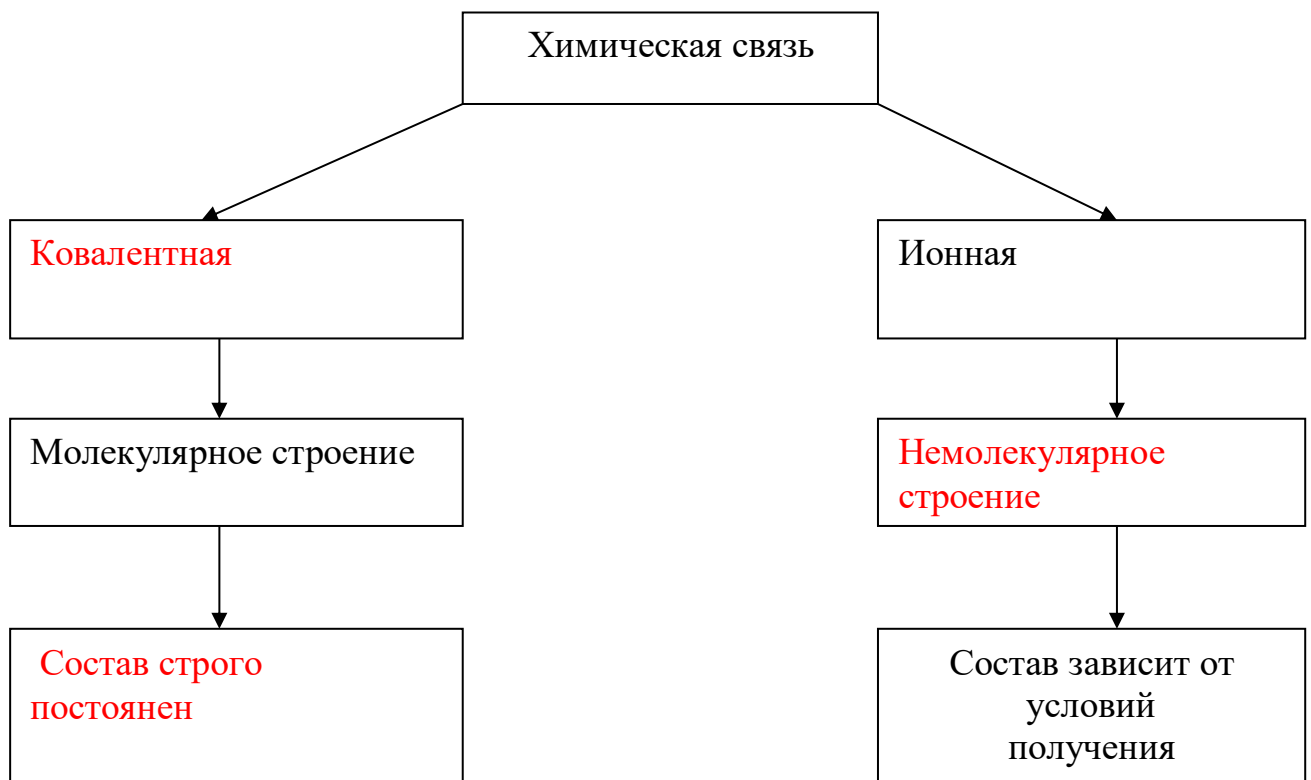 Химическая связь
Ковалентная
Ионная
Молекулярное строение
Немолекулярное
строение
Состав строго
постоянен
Состав зависит от
условий
получения